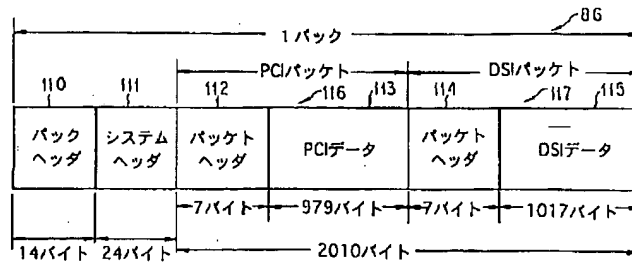 86
1パック
PCIパケット
DSIパケット
110
111
112
116
113
114
117
115
パック
ヘッダ
システム
ヘッダ
パケット
ヘッダ
PCIデータ
パケット
ヘッダ
DSIデータ
7バイト
979バイト
7バイト
1017バイト
14バイト
24バイト
2010バイト